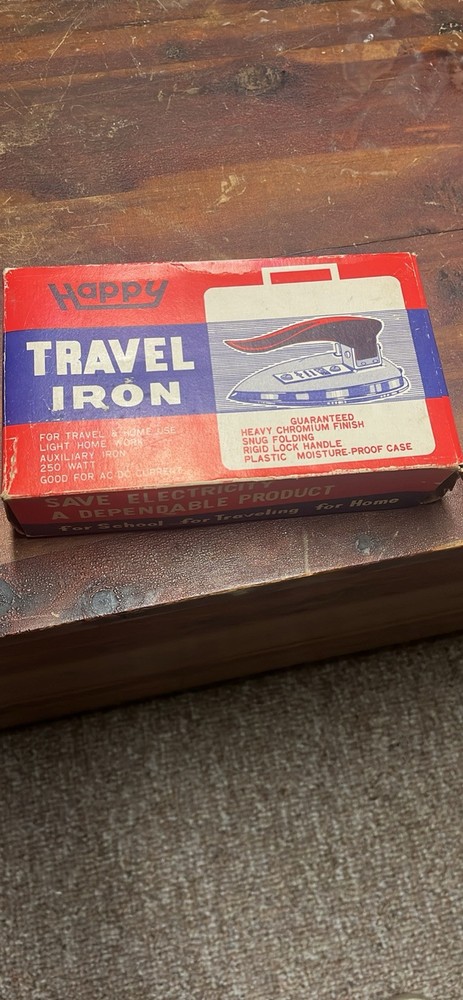 Happy
TRAVEL
IRON
FOR TRAVEL & HOME USE
LIGHT HOME WORK
AUXILIARY IRON
250 WATT
GOOD FOR AC/DC CURRENT
GUARANTEED
HEAVY CHROMIUM FINISH
SNUG FOLDING
RIGID LOCK HANDLE
PLASTIC MOISTURE-PROOF CASE
SAVE ELECTRICITY
A DEPENDABLE PRODUCT
for School for Traveling for Home